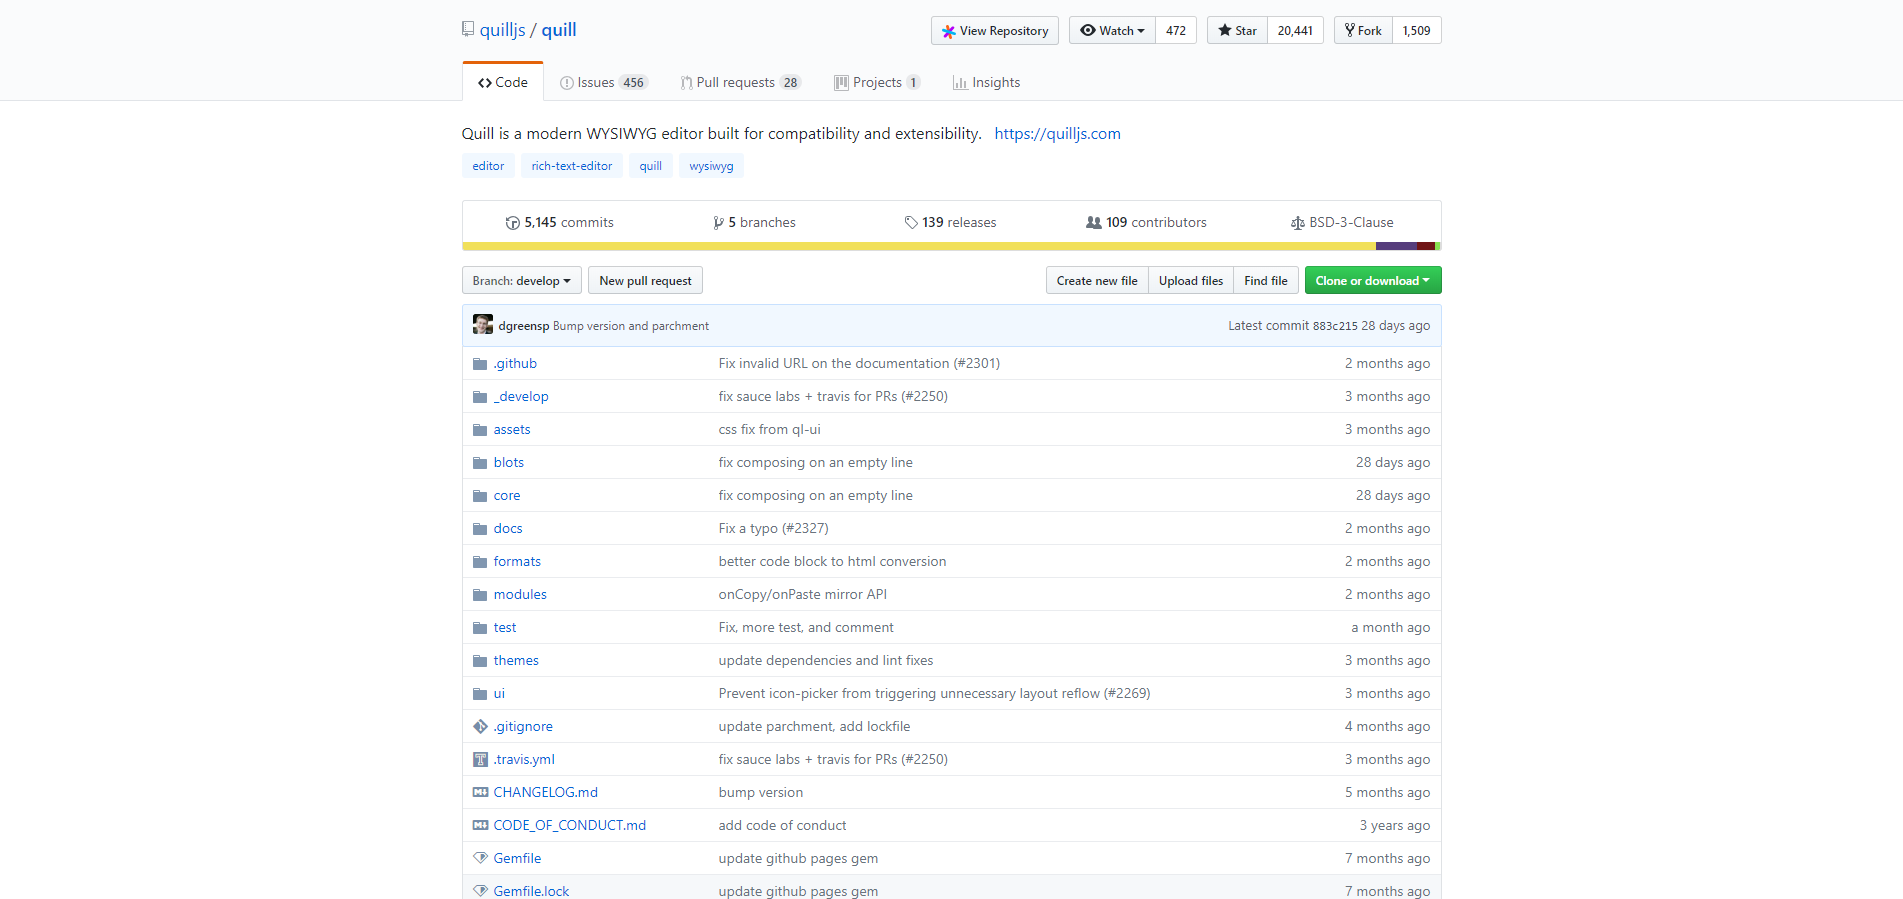 quilljs / quill View Repository Watch 472 Star 20,441 Fork 1,509
Code Issues 456 Pull requests 28 Projects 1 Insights
Quill is a modern WYSIWYG editor built for compatibility and extensibility. https://quilljs.com
editor rich-text-editor quill wysiwyg
5,145 commits 5 branches 139 releases 109 contributors BSD-3-Clause
Branch: develop New pull request Create new file Upload files Find file Clone or download
dgreensp Bump version and parchment Latest commit 883c215 28 days ago
.github Fix invalid URL on the documentation (#2301) 2 months ago
_develop fix sauce labs + travis for PRs (#2250) 3 months ago
assets css fix from ql-ui 3 months ago
blots fix composing on an empty line 28 days ago
core fix composing on an empty line 28 days ago
docs Fix a typo (#2327) 2 months ago
formats better code block to html conversion 2 months ago
modules onCopy/onPaste mirror API 2 months ago
test Fix, more test, and comment a month ago
themes update dependencies and lint fixes 3 months ago
ui Prevent icon-picker from triggering unnecessary layout reflow (#2269) 3 months ago
.gitignore update parchment, add lockfile 4 months ago
.travis.yml fix sauce labs + travis for PRs (#2250) 3 months ago
CHANGELOG.md bump version 5 months ago
CODE_OF_CONDUCT.md add code of conduct 3 years ago
Gemfile update github pages gem 7 months ago
Gemfile.lock update github pages gem 7 months ago